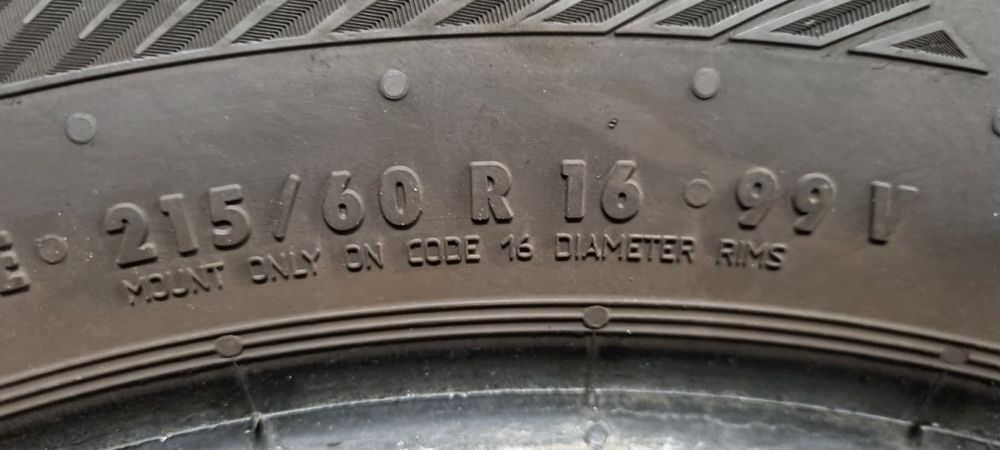 E · 215/60 R 16 · 99 V
MOUNT ONLY ON CODE 16 DIAMETER RIMS